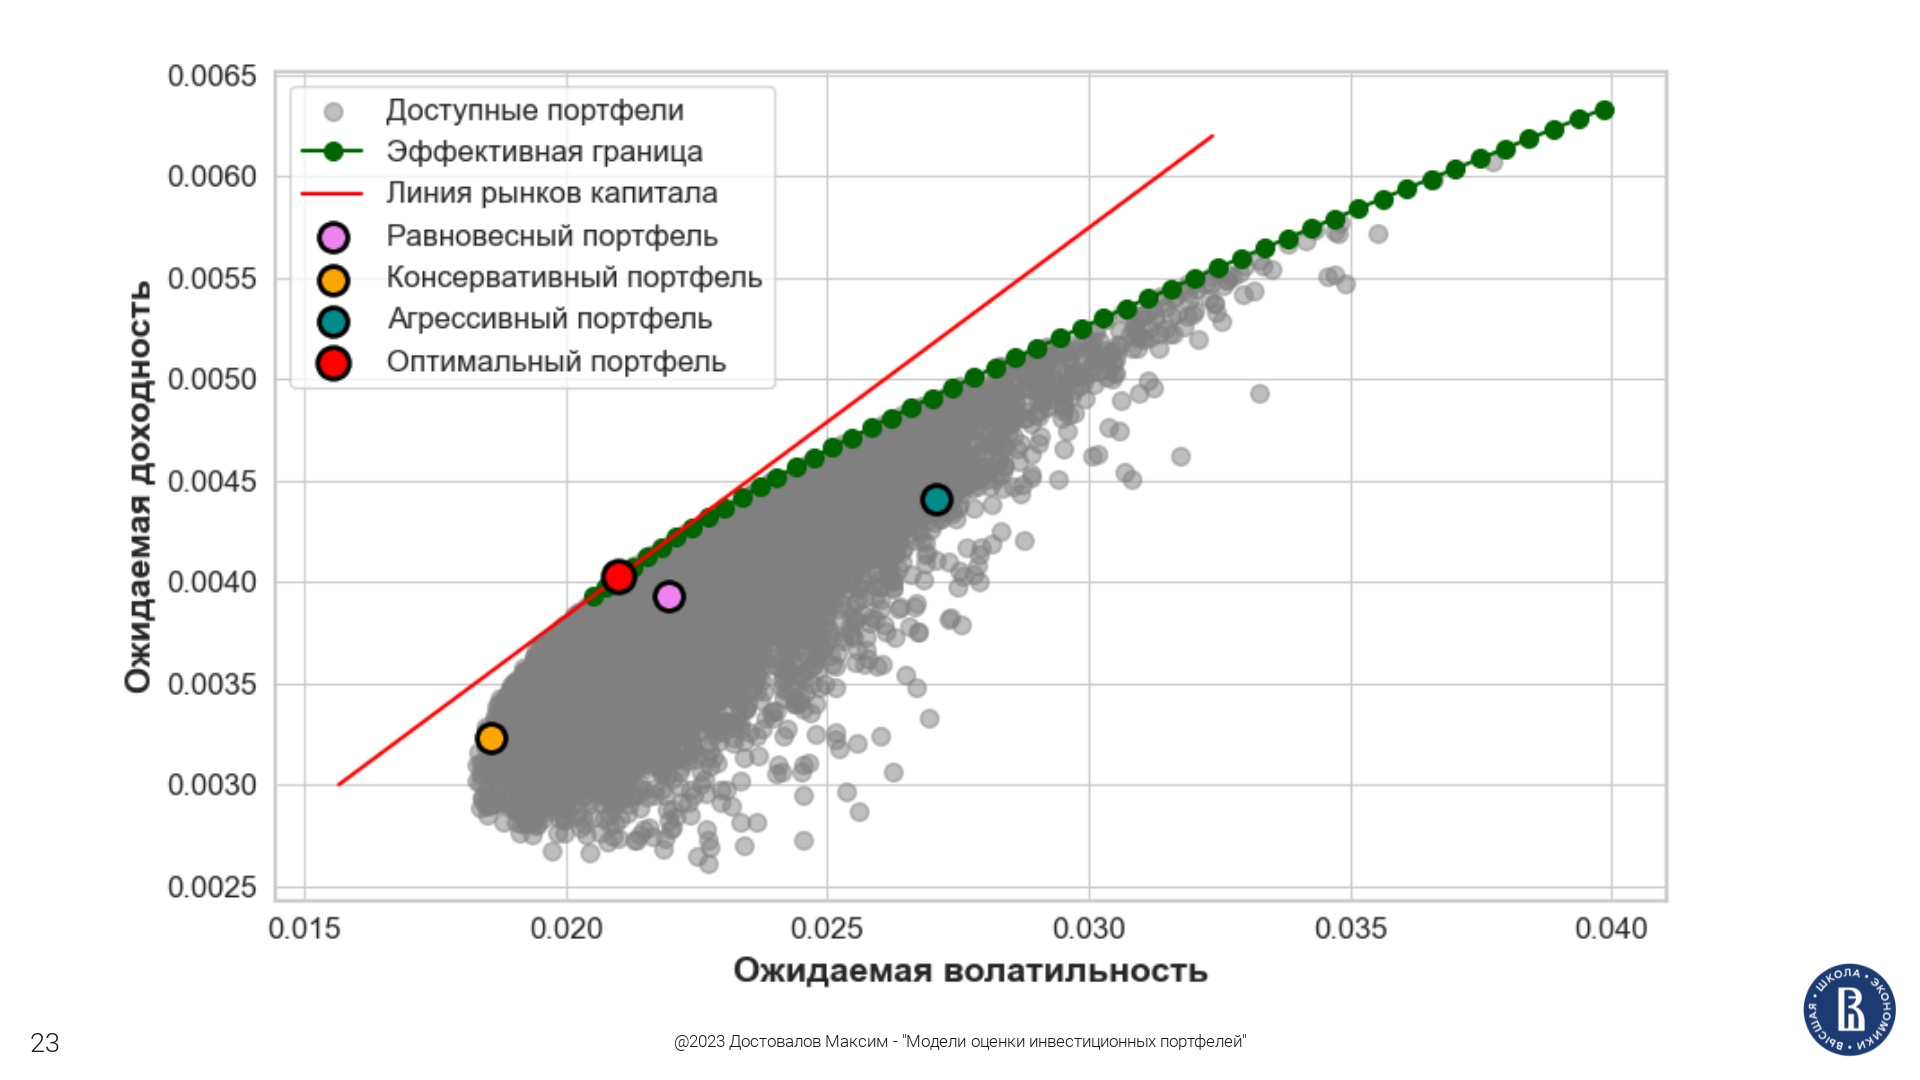 0.0065
0.0060
0.0055
0.0050
0.0045
0.0040
0.0035
0.0030
0.0025
Ожидаемая доходность
Доступные портфели
Эффективная граница
Линия рынков капитала
Равновесный портфель
Консервативный портфель
Агрессивный портфель
Оптимальный портфель
0.015 0.020 0.025 0.030 0.035 0.040
Ожидаемая волатильность
23
@2023 Достовалов Максим - "Модели оценки инвестиционных портфелей"
ВЫСШАЯ • ШКОЛА • ЭКОНОМИКИ •